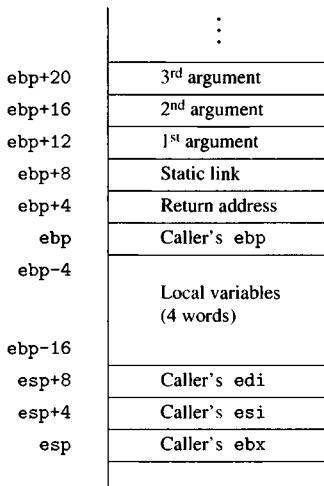 ⋮
ebp+20 3rd argument
ebp+16 2nd argument
ebp+12 1st argument
ebp+8 Static link
ebp+4 Return address
ebp Caller's ebp
ebp-4
Local variables
(4 words)
ebp-16
esp+8 Caller's edi
esp+4 Caller's esi
esp Caller's ebx